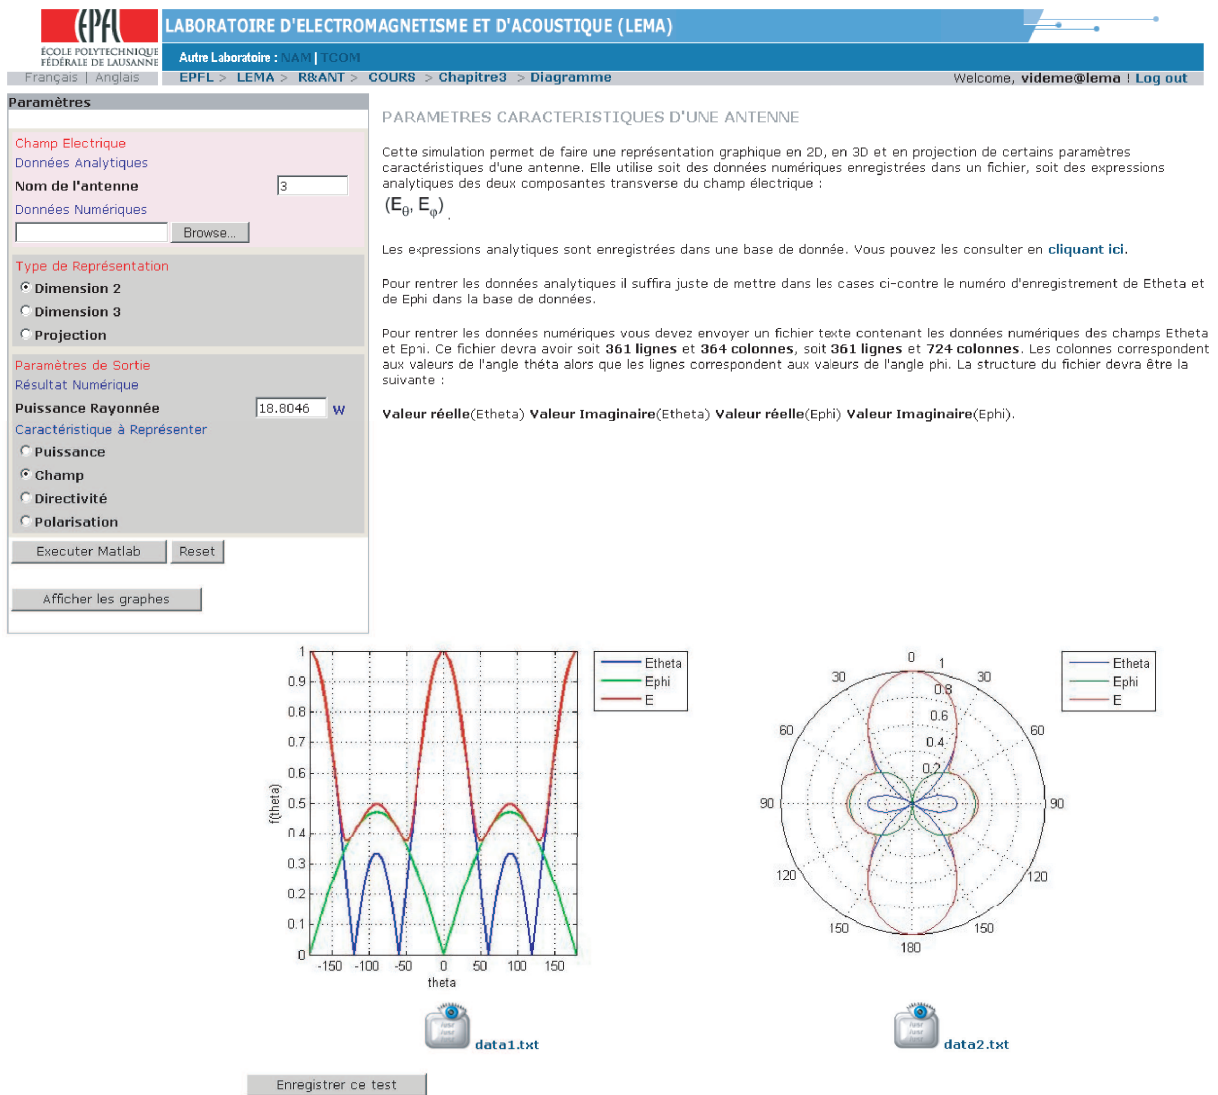 EPFL
ÉCOLE POLYTECHNIQUE
FÉDÉRALE DE LAUSANNE
LABORATOIRE D'ELECTROMAGNETISME ET D'ACOUSTIQUE (LEMA)
Autre Laboratoire : NAM | TCOM
Français | Anglais
EPFL > LEMA > R&ANT > COURS > Chapitre3 > Diagramme
Welcome, videme@lema ! Log out
Paramètres
Champ Electrique
Données Analytiques
Nom de l'antenne 3
Données Numériques
Browse...
Type de Représentation
Dimension 2
Dimension 3
Projection
Paramètres de Sortie
Résultat Numérique
Puissance Rayonnée 18.8046 W
Caractéristique à Représenter
Puissance
Champ
Directivité
Polarisation
Executer Matlab Reset
Afficher les graphes
PARAMETRES CARACTERISTIQUES D'UNE ANTENNE
Cette simulation permet de faire une représentation graphique en 2D, en 3D et en projection de certains paramètres
caractéristiques d'une antenne. Elle utilise soit des données numériques enregistrées dans un fichier, soit des expressions
analytiques des deux composantes transverse du champ électrique :
(Eθ, Eφ) .
Les expressions analytiques sont enregistrées dans une base de donnée. Vous pouvez les consulter en cliquant ici.
Pour rentrer les données analytiques il suffira juste de mettre dans les cases ci-contre le numéro d'enregistrement de Etheta et
de Ephi dans la base de données.
Pour rentrer les données numériques vous devez envoyer un fichier texte contenant les données numériques des champs Etheta
et Ephi. Ce fichier devra avoir soit 361 lignes et 364 colonnes, soit 361 lignes et 724 colonnes. Les colonnes correspondent
aux valeurs de l'angle théta alors que les lignes correspondent aux valeurs de l'angle phi. La structure du fichier devra être la
suivante :
Valeur réelle(Etheta) Valeur Imaginaire(Etheta) Valeur réelle(Ephi) Valeur Imaginaire(Ephi).
1
0.9
0.8
0.7
0.6
0.5
0.4
0.3
0.2
0.1
0
f(theta)
-150 -100 -50 0 50 100 150
theta
Etheta
Ephi
E
data1.txt
0
30
60
90
120
150
180
150
120
90
60
30
1
0.8
0.6
0.4
0.2
Etheta
Ephi
E
data2.txt
Enregistrer ce test